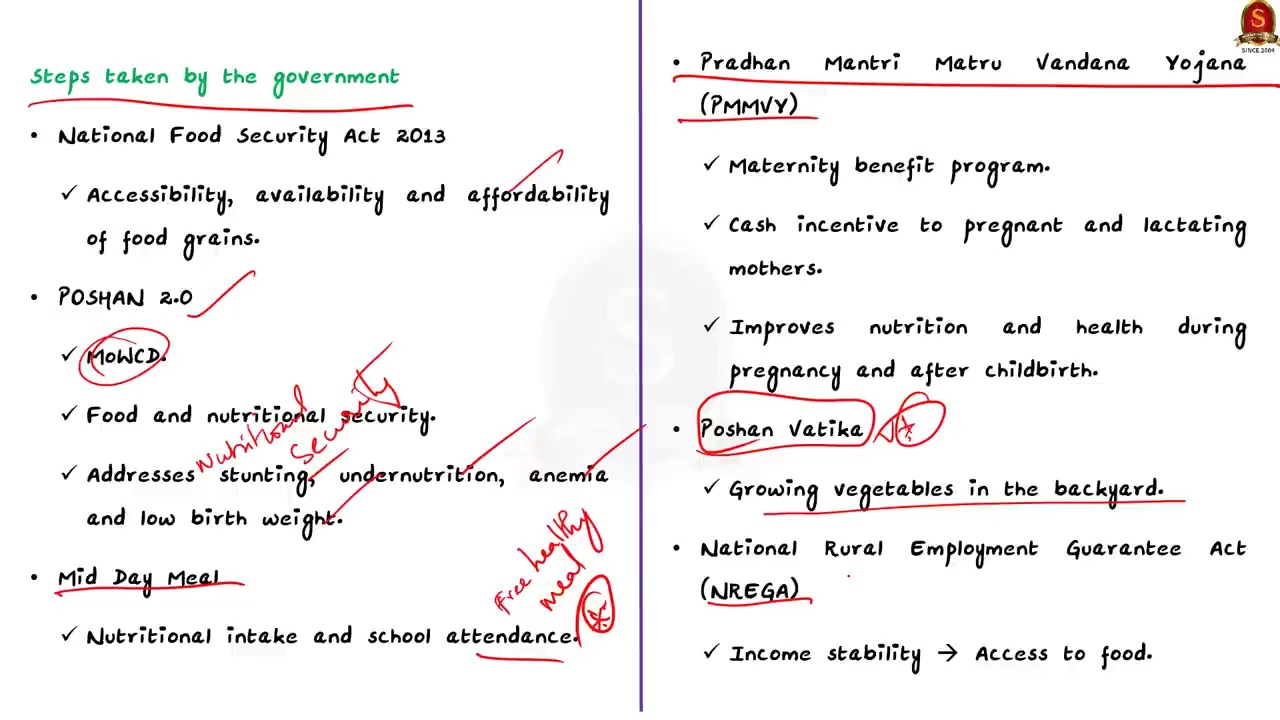 Steps taken by the government
• National Food Security Act 2013
✓ Accessibility, availability and affordability
of food grains.
• POSHAN 2.0
✓ MoWCD.
✓ Food and nutritional security.
Nutritional
Security
✓ Addresses stunting, undernutrition, anemia
and low birth weight.
• Mid Day Meal
Free healthy
meal
✓ Nutritional intake and school attendance.
• Pradhan Mantri Matru Vandana Yojana
(PMMVY)
✓ Maternity benefit program.
✓ Cash incentive to pregnant and lactating
mothers.
✓ Improves nutrition and health during
pregnancy and after childbirth.
• Poshan Vatika
✓ Growing vegetables in the backyard.
• National Rural Employment Guarantee Act
(NREGA)
✓ Income stability → Access to food.
S
SINCE 2004